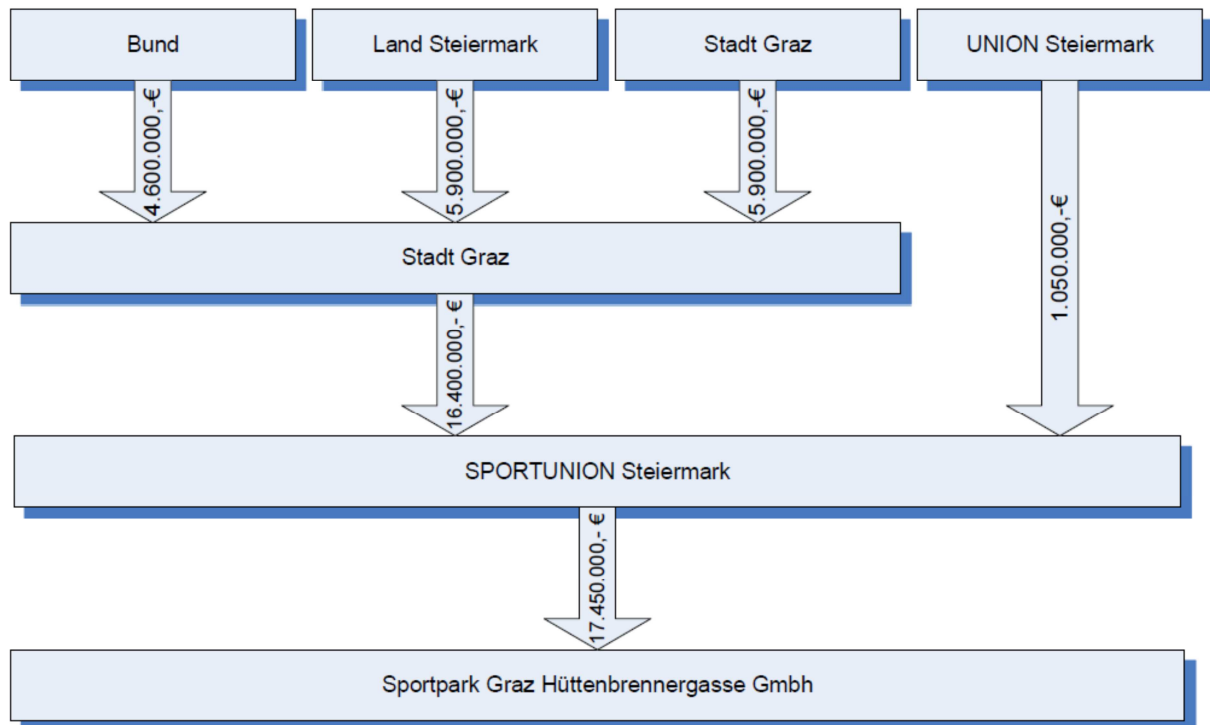 Bund
Land Steiermark
Stadt Graz
UNION Steiermark
4.600.000,-€
5.900.000,-€
5.900.000,-€
1.050.000,-€
Stadt Graz
16.400.000,- €
SPORTUNION Steiermark
17.450.000,- €
Sportpark Graz Hüttenbrennergasse Gmbh